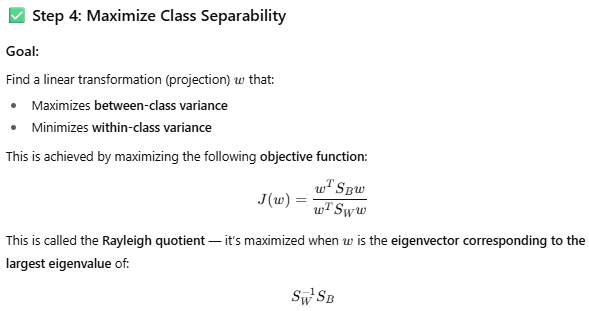 ✅ Step 4: Maximize Class Separability
Goal:
Find a linear transformation (projection) w that:
• Maximizes between-class variance
• Minimizes within-class variance
This is achieved by maximizing the following objective function:
J(w) = \frac{w^T S_B w}{w^T S_W w}
This is called the Rayleigh quotient — it's maximized when w is the eigenvector corresponding to the
largest eigenvalue of:
S_W^{-1} S_B